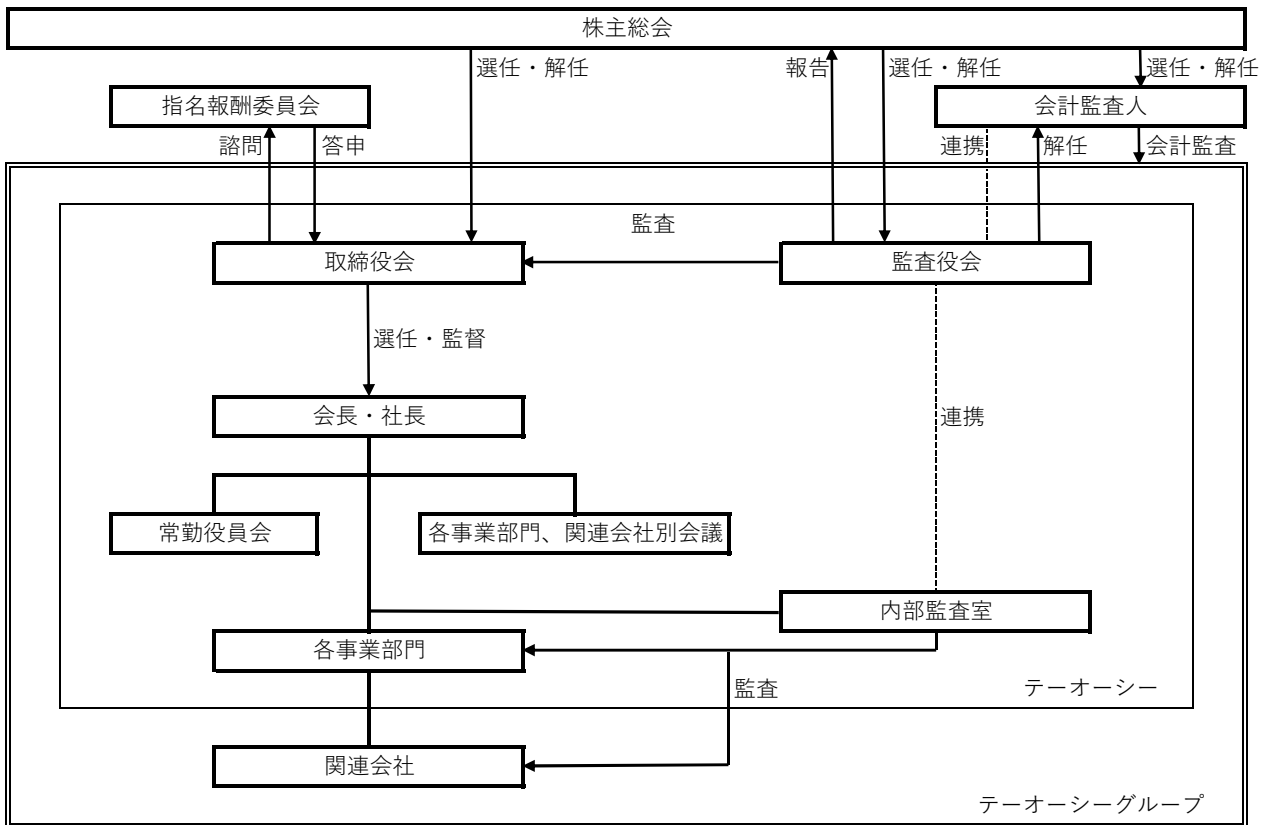 株主総会
選任・解任
報告
選任・解任
選任・解任
指名報酬委員会
会計監査人
諮問
答申
連携
解任
会計監査
監査
取締役会
監査役会
選任・監督
会長・社長
連携
常勤役員会
各事業部門、関連会社別会議
内部監査室
各事業部門
監査
テーオーシー
関連会社
テーオーシーグループ